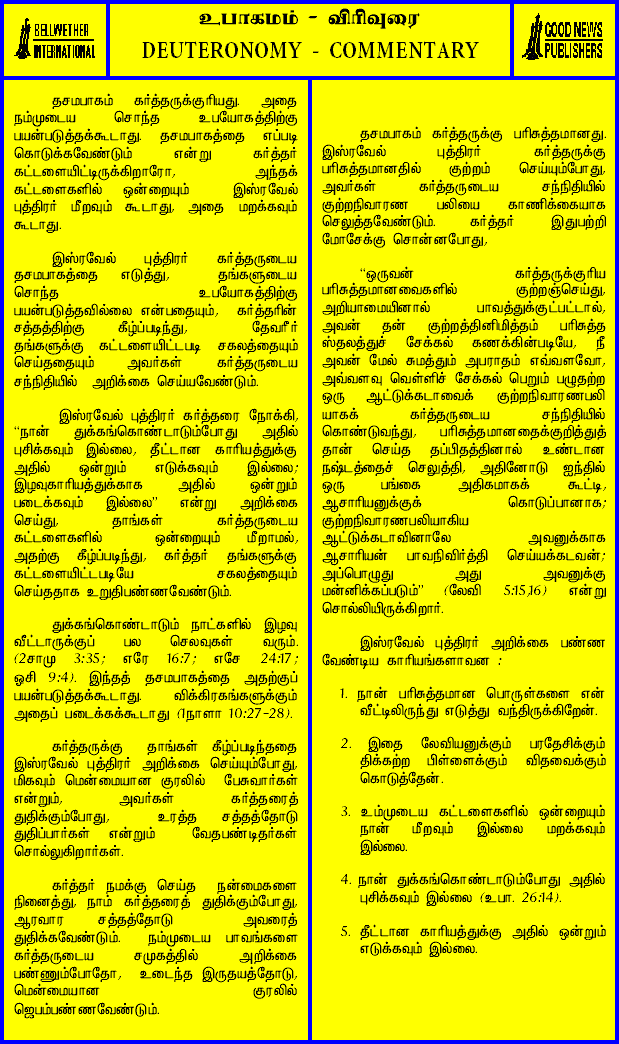 BELLWETHER
INTERNATIONAL
உபாகமம் - விரிவுரை
DEUTERONOMY - COMMENTARY
GOOD NEWS
PUBLISHERS
தசமபாகம் கர்த்தருக்குரியது. அதை
நம்முடைய சொந்த உபயோகத்திற்கு
பயன்படுத்தக்கூடாது. தசமபாகத்தை எப்படி
கொடுக்கவேண்டும் என்று கர்த்தர்
கட்டளையிட்டிருக்கிறாரோ, அந்தக்
கட்டளைகளில் ஒன்றையும் இஸ்ரவேல்
புத்திரர் மீறவும் கூடாது, அதை மறக்கவும்
கூடாது.
இஸ்ரவேல் புத்திரர் கர்த்தருடைய
தசமபாகத்தை எடுத்து, தங்களுடைய
சொந்த உபயோகத்திற்கு
பயன்படுத்தவில்லை என்பதையும், கர்த்தரின்
சத்தத்திற்கு கீழ்ப்படிந்து, தேவரீர்
தங்களுக்கு கட்டளையிட்டபடி சகலத்தையும்
செய்ததையும் அவர்கள் கர்த்தருடைய
சந்நிதியில் அறிக்கை செய்யவேண்டும்.
இஸ்ரவேல் புத்திரர் கர்த்தரை நோக்கி,
“நான் துக்கங்கொண்டாடும்போது அதில்
புசிக்கவும் இல்லை, தீட்டான காரியத்துக்கு
அதில் ஒன்றும் எடுக்கவும் இல்லை;
இழவுகாரியத்துக்காக அதில் ஒன்றும்
படைக்கவும் இல்லை” என்று அறிக்கை
செய்து, தாங்கள் கர்த்தருடைய
கட்டளைகளில் ஒன்றையும் மீறாமல்,
அதற்கு கீழ்ப்படிந்து, கர்த்தர் தங்களுக்கு
கட்டளையிட்டபடியே சகலத்தையும்
செய்ததாக உறுதிபண்ணவேண்டும்.
துக்கங்கொண்டாடும் நாட்களில் இழவு
வீட்டாருக்குப் பல செலவுகள் வரும்.
(2சாமு 3:35; எரே 16:7; எசே 24:17;
ஓசி 9:4). இந்தத் தசமபாகத்தை அதற்குப்
பயன்படுத்தக்கூடாது. விக்கிரகங்களுக்கும்
அதைப் படைக்கக்கூடாது (1நாளா 10:27-28).
கர்த்தருக்கு தாங்கள் கீழ்ப்படிந்ததை
இஸ்ரவேல் புத்திரர் அறிக்கை செய்யும்போது,
மிகவும் மென்மையான குரலில் பேசுவார்கள்
என்றும், அவர்கள் கர்த்தரைத்
துதிக்கும்போது, உரத்த சத்தத்தோடு
துதிப்பார்கள் என்றும் வேதபண்டிதர்கள்
சொல்லுகிறார்கள்.
கர்த்தர் நமக்கு செய்த நன்மைகளை
நினைத்து, நாம் கர்த்தரைத் துதிக்கும்போது,
ஆரவார சத்தத்தோடு அவரைத்
துதிக்கவேண்டும். நம்முடைய பாவங்களை
கர்த்தருடைய சமுகத்தில் அறிக்கை
பண்ணும்போதோ, உடைந்த இருதயத்தோடு,
மென்மையான குரலில்
ஜெபம்பண்ணவேண்டும்.
தசமபாகம் கர்த்தருக்கு பரிசுத்தமானது.
இஸ்ரவேல் புத்திரர் கர்த்தருக்கு
பரிசுத்தமானதில் குற்றம் செய்யும்போது,
அவர்கள் கர்த்தருடைய சந்நிதியில்
குற்றநிவாரண பலியை காணிக்கையாக
செலுத்தவேண்டும். கர்த்தர் இதுபற்றி
மோசேக்கு சொன்னபோது,
“ஒருவன் கர்த்தருக்குரிய
பரிசுத்தமானவைகளில் குற்றஞ்செய்து,
அறியாமையினால் பாவத்துக்குட்பட்டால்,
அவன் தன் குற்றத்தினிமித்தம் பரிசுத்த
ஸ்தலத்துச் சேக்கல் கணக்கின்படியே, நீ
அவன் மேல் சுமத்தும் அபராதம் எவ்வளவோ,
அவ்வளவு வெள்ளிச் சேக்கல் பெறும் பழுதற்ற
ஒரு ஆட்டுக்கடாவைக் குற்றநிவாரணபலி
யாகக் கர்த்தருடைய சந்நிதியில்
கொண்டுவந்து, பரிசுத்தமானதைக்குறித்துத்
தான் செய்த தப்பிதத்தினால் உண்டான
நஷ்டத்தைச் செலுத்தி, அதினோடு ஐந்தில்
ஒரு பங்கை அதிகமாகக் கூட்டி,
ஆசாரியனுக்குக் கொடுப்பானாக;
குற்றநிவாரணபலியாகிய
ஆட்டுக்கடாவினாலே அவனுக்காக
ஆசாரியன் பாவநிவிர்த்தி செய்யக்கடவன்;
அப்பொழுது அது அவனுக்கு
மன்னிக்கப்படும்” (லேவி 5:15,16) என்று
சொல்லியிருக்கிறார்.
இஸ்ரவேல் புத்திரர் அறிக்கை பண்ண
வேண்டிய காரியங்களாவன :
1. நான் பரிசுத்தமான பொருள்களை என்
வீட்டிலிருந்து எடுத்து வந்திருக்கிறேன்.
2. இதை லேவியனுக்கும் பரதேசிக்கும்
திக்கற்ற பிள்ளைக்கும் விதவைக்கும்
கொடுத்தேன்.
3. உம்முடைய கட்டளைகளில் ஒன்றையும்
நான் மீறவும் இல்லை மறக்கவும்
இல்லை.
4. நான் துக்கங்கொண்டாடும்போது அதில்
புசிக்கவும் இல்லை (உபா. 26:14).
5. தீட்டான காரியத்துக்கு அதில் ஒன்றும்
எடுக்கவும் இல்லை.